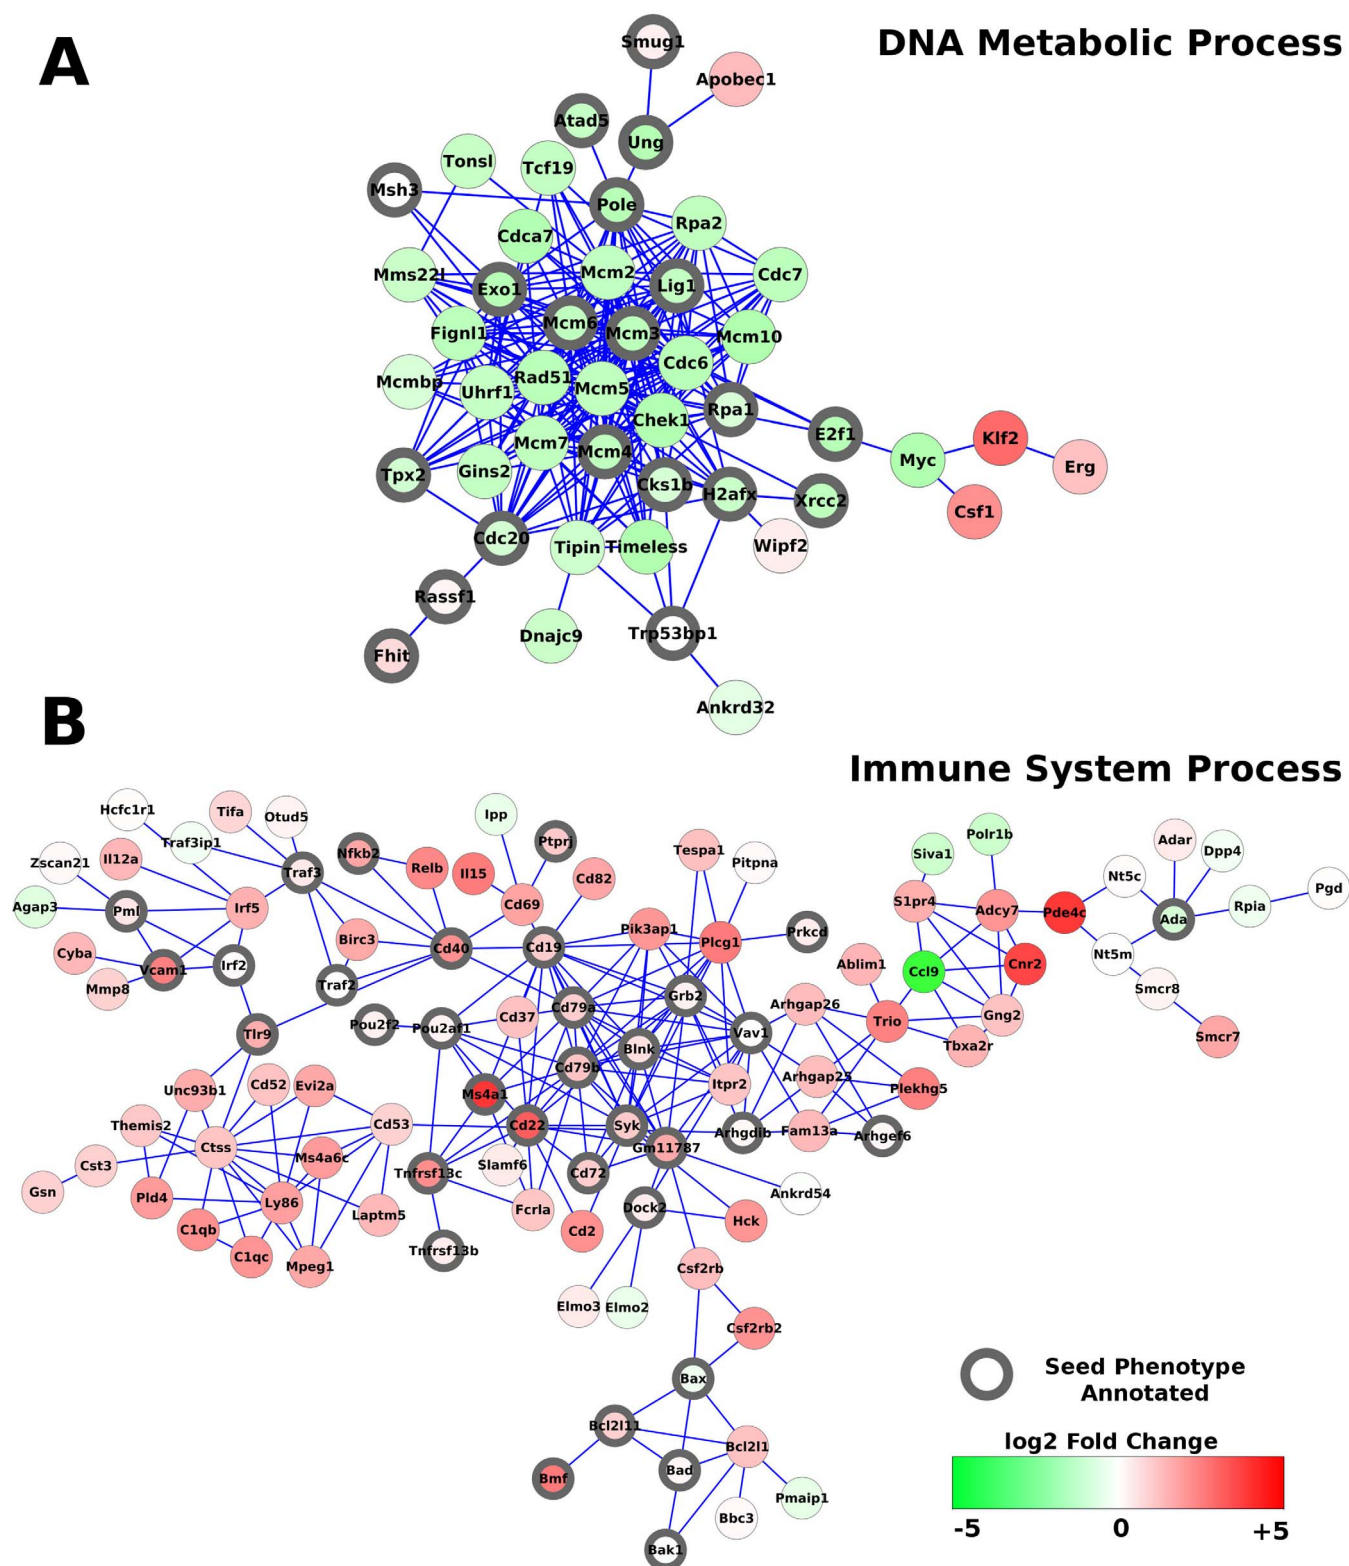 A
DNA Metabolic Process
Smug1
Apobec1
Atad5
Ung
Tonsl
Tcf19
Msh3
Pole
Rpa2
Cdca7
Mms22l
Mcm2
Cdc7
Exo1
Lig1
Mcm6
Mcm3
Fignl1
Mcm10
Cdc6
Mcmbp
Uhrf1
Rad51
Mcm5
Rpa1
Chek1
E2f1
Klf2
Mcm7
Mcm4
Myc
Erg
Tpx2
Gins2
Cks1b
H2afx
Xrcc2
Csf1
Cdc20
Tipin
Timeless
Wipf2
Rassf1
Dnajc9
Trp53bp1
Fhit
Ankrd32
B
Immune System Process
Hcfc1r1
Tifa
Otud5
Ipp
Polr1b
Traf3ip1
Ptprj
Siva1
Adar
Zscan21
Il12a
Nfkb2
Relb
Il15
Cd82
Tespa1
Pitpna
Dpp4
Traf3
Nt5c
Pgd
Agap3
Pml
Irf5
Cd69
S1pr4
Adcy7
Pde4c
Ada
Rpia
Birc3
Cd40
Cd19
Pik3ap1
Plcg1
Prkcd
Cyba
Vcam1
Irf2
Nt5m
Mmp8
Traf2
Ablim1
Ccl9
Cnr2
Smcr8
Grb2
Arhgap26
Tlr9
Pou2f2
Pou2af1
Cd37
Cd79a
Trio
Gng2
Blnk
Vav1
Tbxa2r
Smcr7
Unc93b1
Cd52
Evi2a
Cd79b
Itpr2
Arhgap25
Plekhg5
Ms4a1
Themis2
Cd53
Cd22
Syk
Gm11787
Arhgdib
Fam13a
Arhgef6
Ctss
Ms4a6c
Cst3
Slamf6
Tnfrsf13c
Cd72
Ankrd54
Gsn
Pld4
Ly86
Laptm5
Fcrla
Dock2
C1qb
Cd2
Hck
C1qc
Mpeg1
Tnfrsf13b
Csf2rb
Elmo3
Elmo2
Csf2rb2
Bax
Seed Phenotype
Annotated
Bcl2l11
Bcl2l1
log2 Fold Change
Bmf
Bad
Pmaip1
Bbc3
-5
0
+5
Bak1